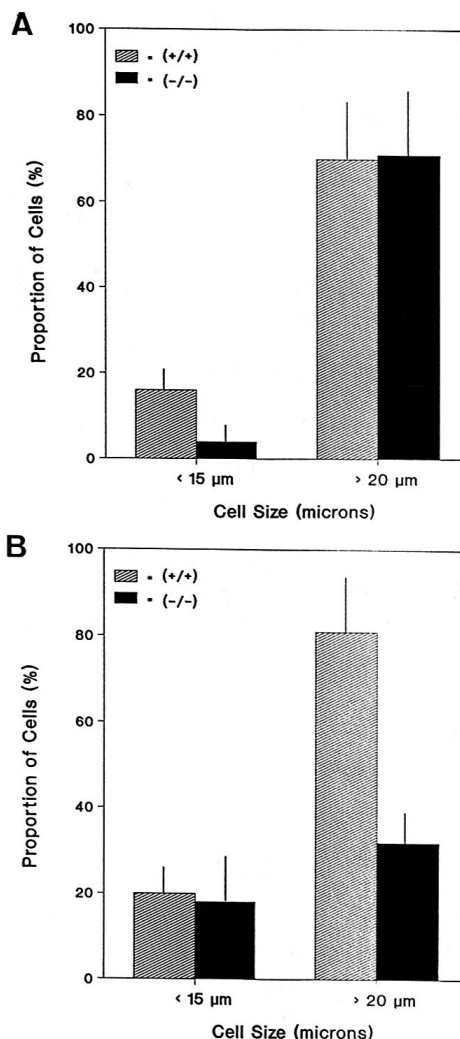 A
100
80
60
40
20
0
Proportion of Cells (%)
- (+/+)
- (-/-)
< 15 µm
> 20 µm
Cell Size (microns)
B
100
80
60
40
20
0
Proportion of Cells (%)
- (+/+)
- (-/-)
< 15 µm
> 20 µm
Cell Size (microns)